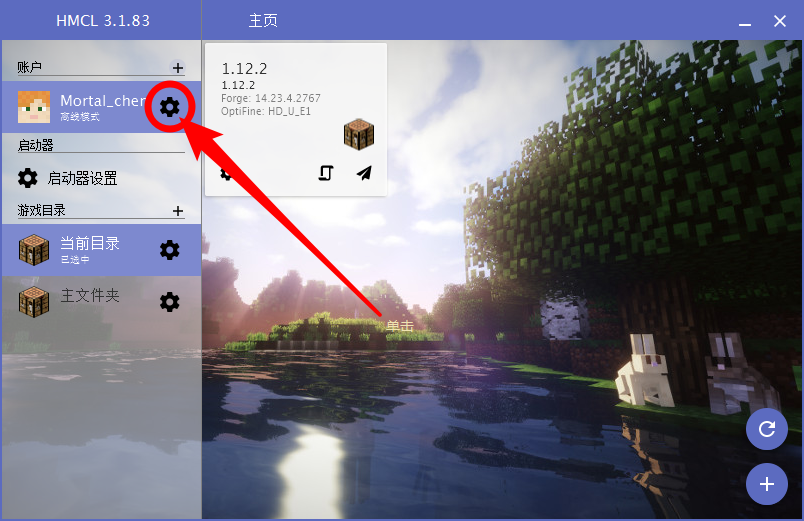 HMCL 3.1.83
主页
账户
Mortal_cher
离线模式
启动器
启动器设置
游戏目录
当前目录
已选中
主文件夹
1.12.2
1.12.2
Forge: 14.23.4.2767
OptiFine: HD_U_E1
单击